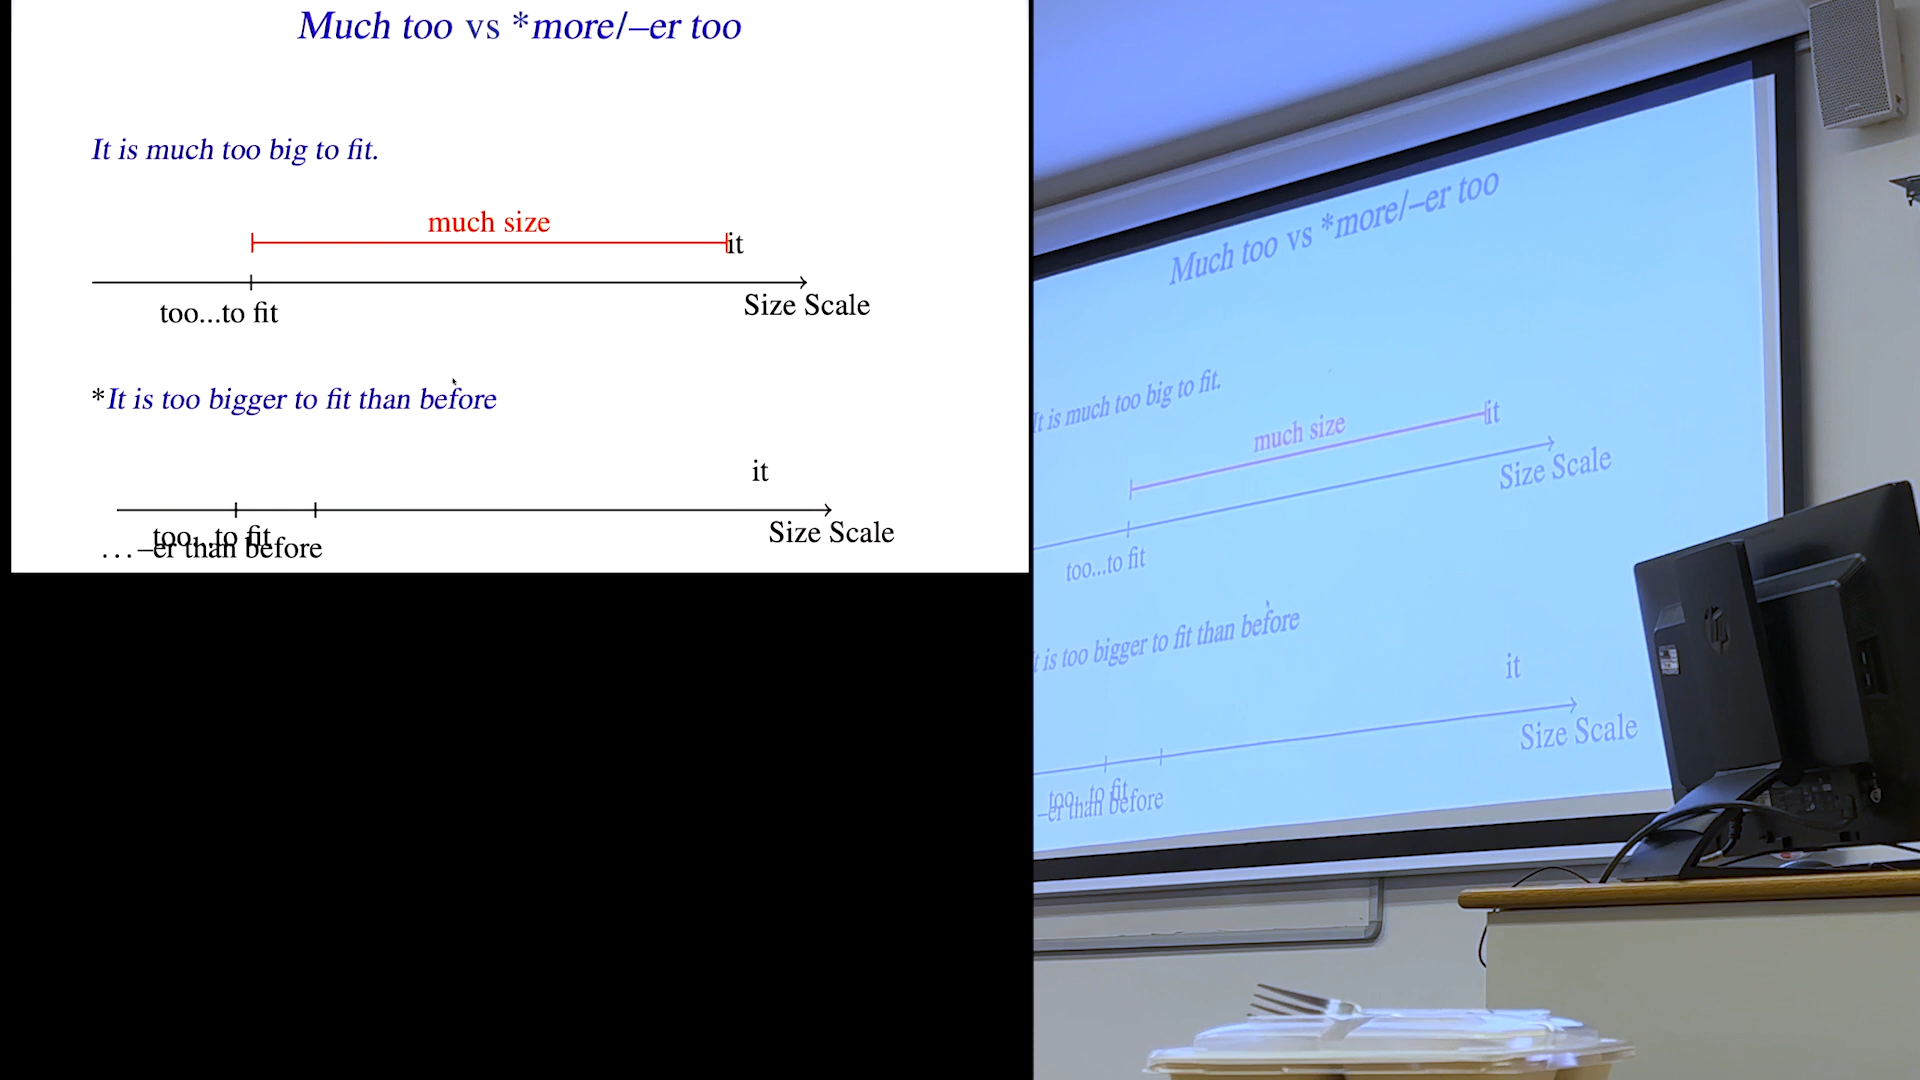 Much too vs *more/–er too
It is much too big to fit.
much size
it
too...to fit
Size Scale
*It is too bigger to fit than before
it
too...to fit
Size Scale
...–er than before
Much too vs *more/–er too
It is much too big to fit.
much size
it
Size Scale
too...to fit
t is too bigger to fit than before
it
Size Scale
too...to fit
–er than before
hp